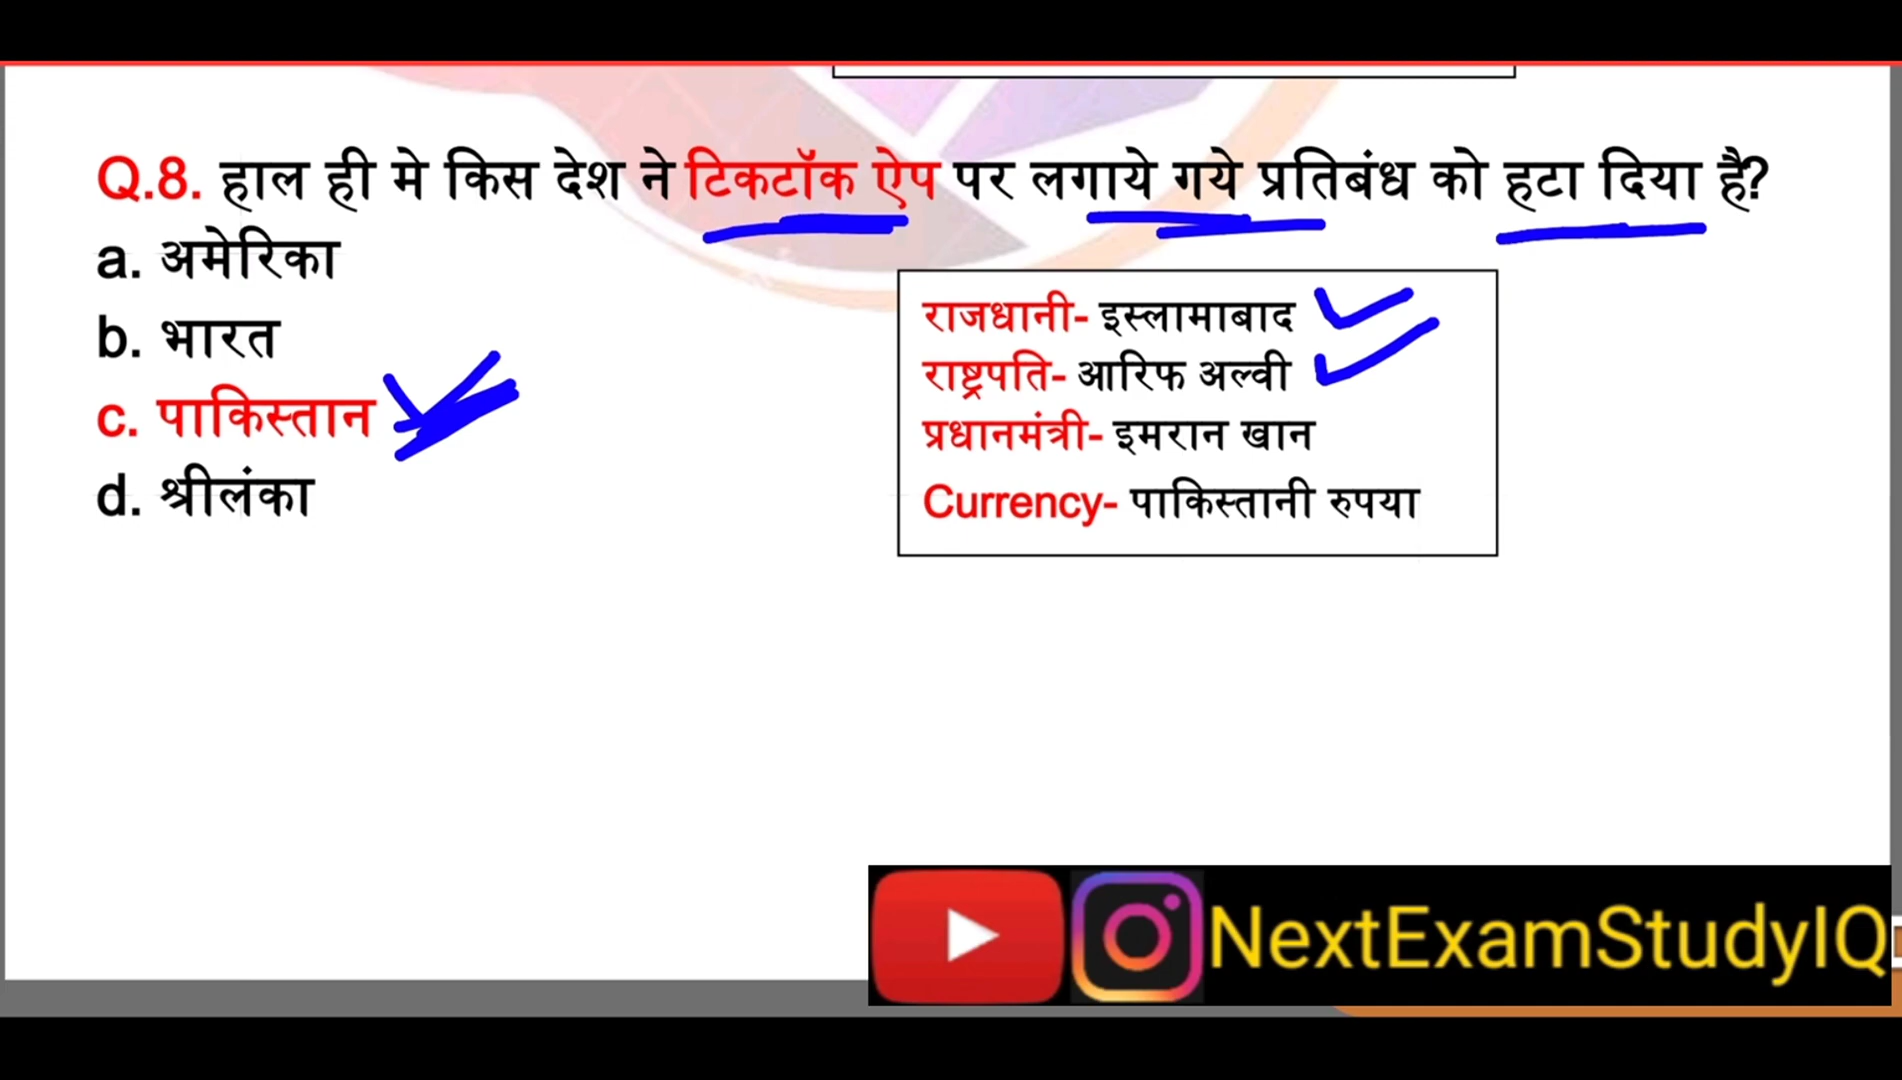 Q.8. हाल ही मे किस देश ने टिकटॉक ऐप पर लगाये गये प्रतिबंध को हटा दिया है?
a. अमेरिका
b. भारत
c. पाकिस्तान
d. श्रीलंका
राजधानी- इस्लामाबाद
राष्ट्रपति- आरिफ अल्वी
प्रधानमंत्री- इमरान खान
Currency- पाकिस्तानी रुपया
NextExamStudyIQ